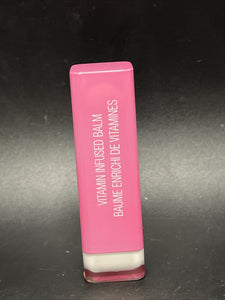 VITAMIN INFUSED BALM
BAUME ENRICHI DE VITAMINES